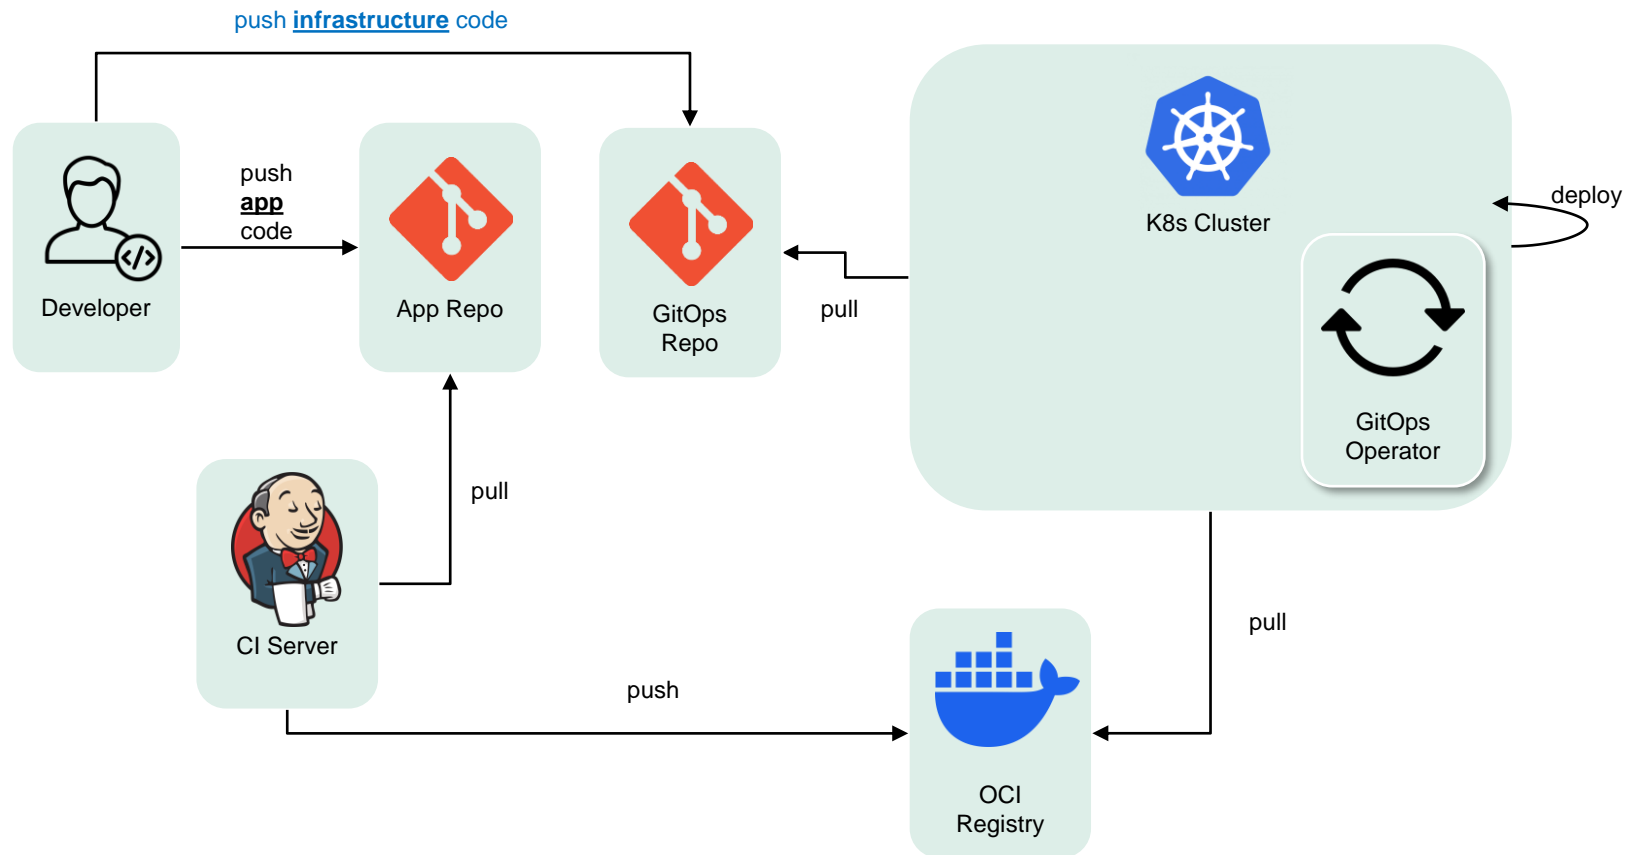 push infrastructure code
push
app
code
Developer
App Repo
GitOps
Repo
pull
K8s Cluster
deploy
GitOps
Operator
pull
CI Server
push
pull
OCI
Registry